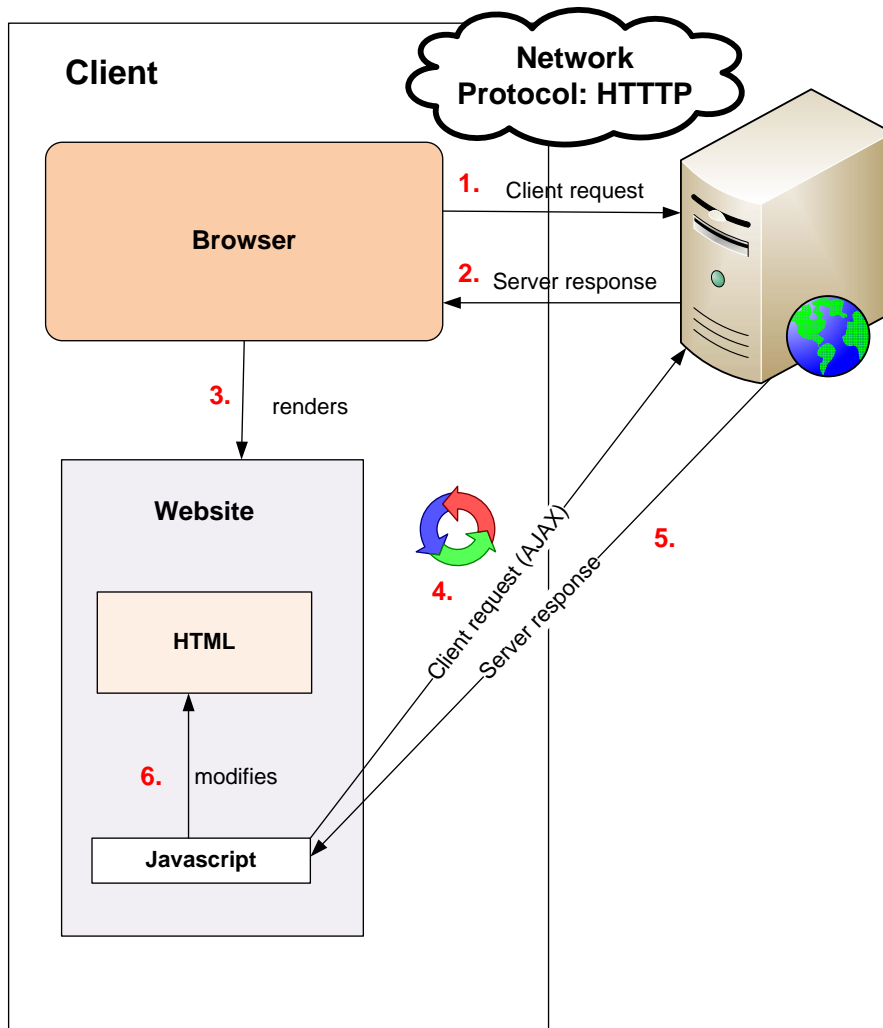 Client
Network
Protocol: HTTTP
1.
Client request
Browser
2.
Server response
3.
renders
Website
4.
Client request (AJAX)
5.
Server response
HTML
6.
modifies
Javascript